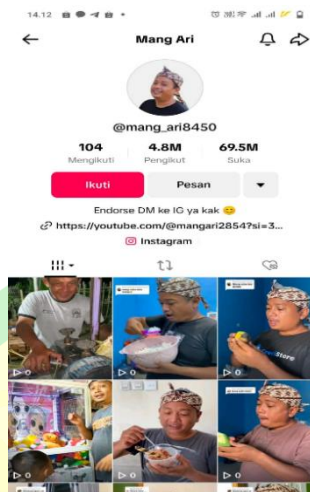 14.12
Mang Ari
@mang_ari8450
104 4.8M 69.5M
Mengikuti Pengikut Suka
Ikuti Pesan
Endorse DM ke IG ya kak 😊
https://youtube.com/@mangari2854?si=3...
Instagram
Store
0 0 0
0 0 0